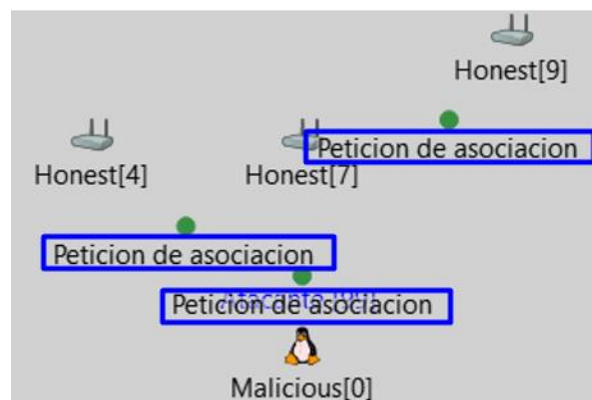 Honest[9]
Peticion de asociacion
Honest[4]
Honest[7]
Peticion de asociacion
Peticion de asociacion
Malicious[0]